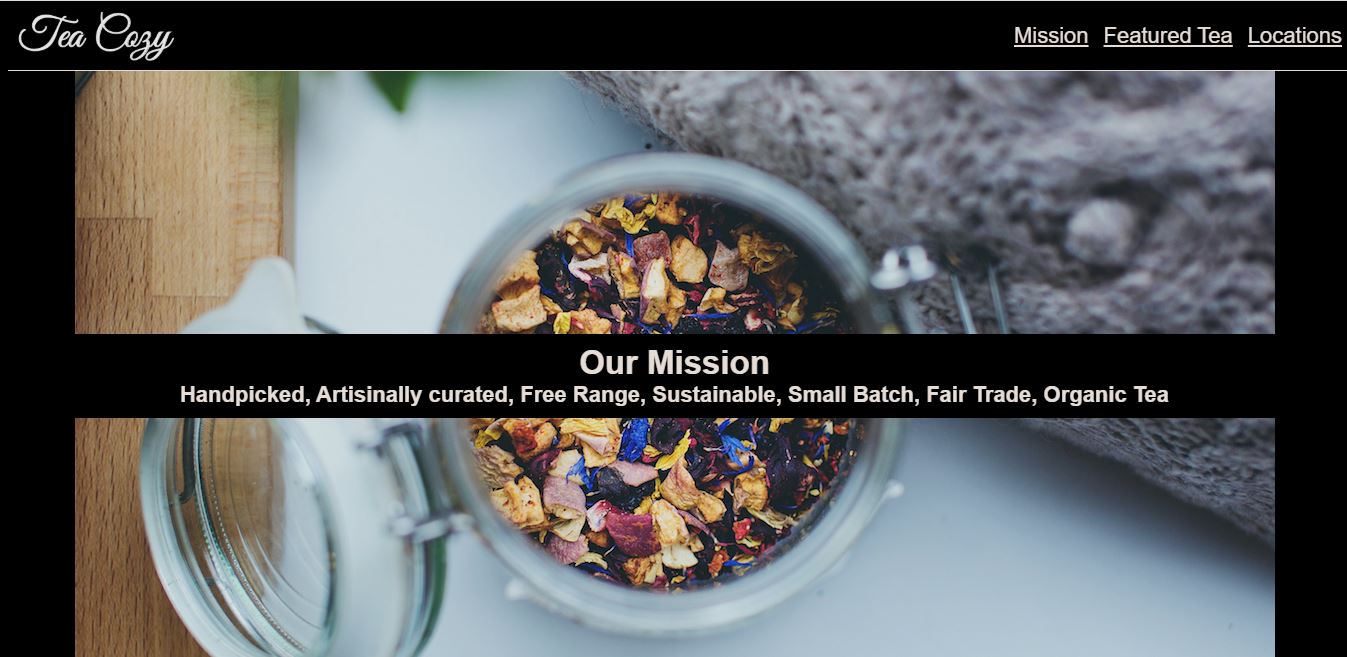 Tea Cozy
Mission Featured Tea Locations
Our Mission
Handpicked, Artisinally curated, Free Range, Sustainable, Small Batch, Fair Trade, Organic Tea